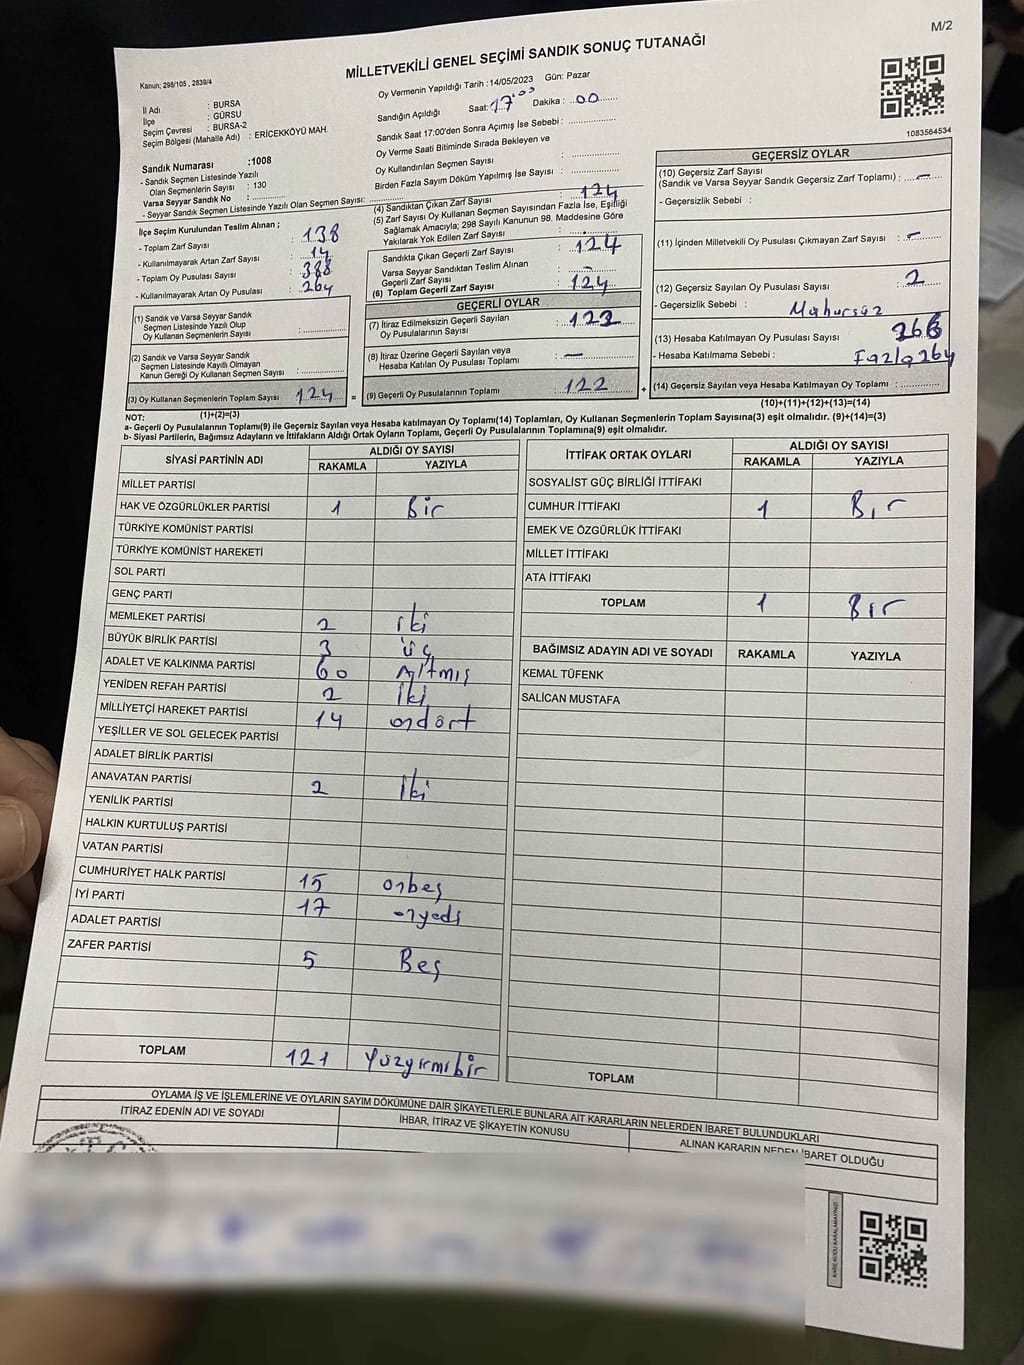 M/2
MİLLETVEKİLİ GENEL SEÇİMİ SANDIK SONUÇ TUTANAĞI
Kanun; 298/105 , 2839/4
İl Adı : BURSA
İlçe : GÜRSU
Seçim Çevresi : BURSA-2
Seçim Bölgesi (Mahalle Adı) : ERİCEKKÖYÜ MAH.
Sandık Numarası :1008
- Sandık Seçmen Listesinde Yazılı
Olan Seçmenlerin Sayısı : 130
Varsa Seyyar Sandık No :
- Seyyar Sandık Seçmen Listesinde Yazılı Olan Seçmen Sayısı:
İlçe Seçim Kurulundan Teslim Alınan ;
- Toplam Zarf Sayısı : 138
- Kullanılmayarak Artan Zarf Sayısı : 14
- Toplam Oy Pusulası Sayısı : 388
- Kullanılmayarak Artan Oy Pusulası : 264
(1) Sandık ve Varsa Seyyar Sandık
Seçmen Listesinde Yazılı Olup
Oy Kullanan Seçmenlerin Sayısı :
(2) Sandık ve Varsa Seyyar Sandık
Seçmen Listesinde Kayıtlı Olmayan
Kanun Gereği Oy Kullanan Seçmen Sayısı :
(3) Oy Kullanan Seçmenlerin Toplam Sayısı 124 =
(1)+(2)=(3)
Oy Vermenin Yapıldığı Tarih :14/05/2023 Gün: Pazar
Sandığın Açıldığı Saat: 17:00 Dakika : 00
Sandık Saat 17:00'den Sonra Açımış İse Sebebi :
Oy Verme Saati Bitiminde Sırada Bekleyen ve
Oy Kullandırılan Seçmen Sayısı :
Birden Fazla Sayım Döküm Yapılmış İse Sayısı :
(4) Sandıktan Çıkan Zarf Sayısı : 124
(5) Zarf Sayısı Oy Kullanan Seçmen Sayısından Fazla İse, Eşitliği
Sağlamak Amacıyla; 298 Sayılı Kanunun 98. Maddesine Göre
Yakılarak Yok Edilen Zarf Sayısı :
Sandıkta Çıkan Geçerli Zarf Sayısı : 124
Varsa Seyyar Sandıktan Teslim Alınan
Geçerli Zarf Sayısı : -
(6) Toplam Geçerli Zarf Sayısı : 124
GEÇERLİ OYLAR
(7) İtiraz Edilmeksizin Geçerli Sayılan
Oy Pusulalarının Sayısı : 122
(8) İtiraz Üzerine Geçerli Sayılan veya
Hesaba Katılan Oy Pusulası Toplamı : -
(9) Geçerli Oy Pusulalarının Toplamı : 122 +
1083564534
GEÇERSİZ OYLAR
(10) Geçersiz Zarf Sayısı
(Sandık ve Varsa Seyyar Sandık Geçersiz Zarf Toplamı) : -
- Geçersizlik Sebebi :
(11) İçinden Milletvekili Oy Pusulası Çıkmayan Zarf Sayısı : -
(12) Geçersiz Sayılan Oy Pusulası Sayısı : 2
- Geçersizlik Sebebi : Mühürsüz
(13) Hesaba Katılmayan Oy Pusulası Sayısı 266
- Hesaba Katılmama Sebebi : Fazla 264
(14) Geçersiz Sayılan veya Hesaba Katılmayan Oy Toplamı :
(10)+(11)+(12)+(13)=(14)
NOT:
a- Geçerli Oy Pusulalarının Toplamı(9) ile Geçersiz Sayılan veya Hesaba katılmayan Oy Toplamı(14) Toplamları, Oy Kullanan Seçmenlerin Toplam Sayısına(3) eşit olmalıdır. (9)+(14)=(3)
b- Siyasi Partilerin, Bağımsız Adayların ve İttifakların Aldığı Ortak Oyların Toplamı, Geçerli Oy Pusulalarının Toplamına(9) eşit olmalıdır.
SİYASİ PARTİNİN ADI ALDIĞI OY SAYISI
RAKAMLA YAZIYLA
MİLLET PARTİSİ
HAK VE ÖZGÜRLÜKLER PARTİSİ 1 Bir
TÜRKİYE KOMÜNİST PARTİSİ
TÜRKİYE KOMÜNİST HAREKETİ
SOL PARTİ
GENÇ PARTİ
MEMLEKET PARTİSİ 2 iki
BÜYÜK BİRLİK PARTİSİ 3 üç
ADALET VE KALKINMA PARTİSİ 60 Altmış
YENİDEN REFAH PARTİSİ 2 iki
MİLLİYETÇİ HAREKET PARTİSİ 14 ondört
YEŞİLLER VE SOL GELECEK PARTİSİ
ADALET BİRLİK PARTİSİ
ANAVATAN PARTİSİ 2 İki
YENİLİK PARTİSİ
HALKIN KURTULUŞ PARTİSİ
VATAN PARTİSİ
CUMHURİYET HALK PARTİSİ 15 onbeş
İYİ PARTİ 17 onyedi
ADALET PARTİSİ
ZAFER PARTİSİ 5 Beş
TOPLAM 121 Yüzyirmibir
İTTİFAK ORTAK OYLARI ALDIĞI OY SAYISI
RAKAMLA YAZIYLA
SOSYALİST GÜÇ BİRLİĞİ İTTİFAKI
CUMHUR İTTİFAKI 1 Bir
EMEK VE ÖZGÜRLÜK İTTİFAKI
MİLLET İTTİFAKI
ATA İTTİFAKI
TOPLAM 1 Bir
BAĞIMSIZ ADAYIN ADI VE SOYADI RAKAMLA YAZIYLA
KEMAL TÜFENK
SALİCAN MUSTAFA
TOPLAM
OYLAMA İŞ VE İŞLEMLERİNE VE OYLARIN SAYIM DÖKÜMÜNE DAİR ŞİKAYETLERLE BUNLARA AİT KARARLARIN NELERDEN İBARET BULUNDUKLARI
İTİRAZ EDENİN ADI VE SOYADI
İHBAR, İTİRAZ VE ŞİKAYETİN KONUSU
ALINAN KARARIN NEDEN İBARET OLDUĞU
KARE KODU KARALAMAYINIZ!